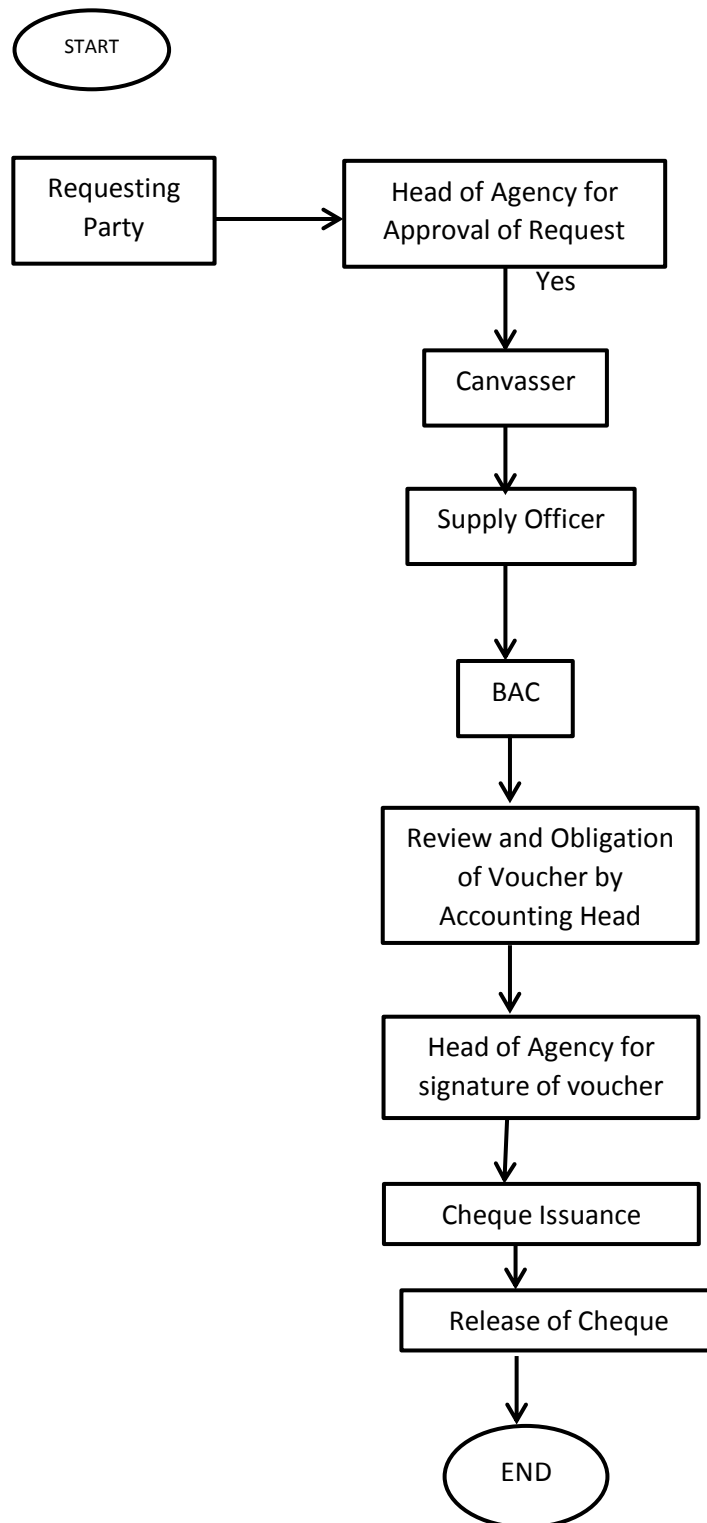 START
Requesting
Party
Head of Agency for
Approval of Request
Yes
Canvasser
Supply Officer
BAC
Review and Obligation
of Voucher by
Accounting Head
Head of Agency for
signature of voucher
Cheque Issuance
Release of Cheque
END